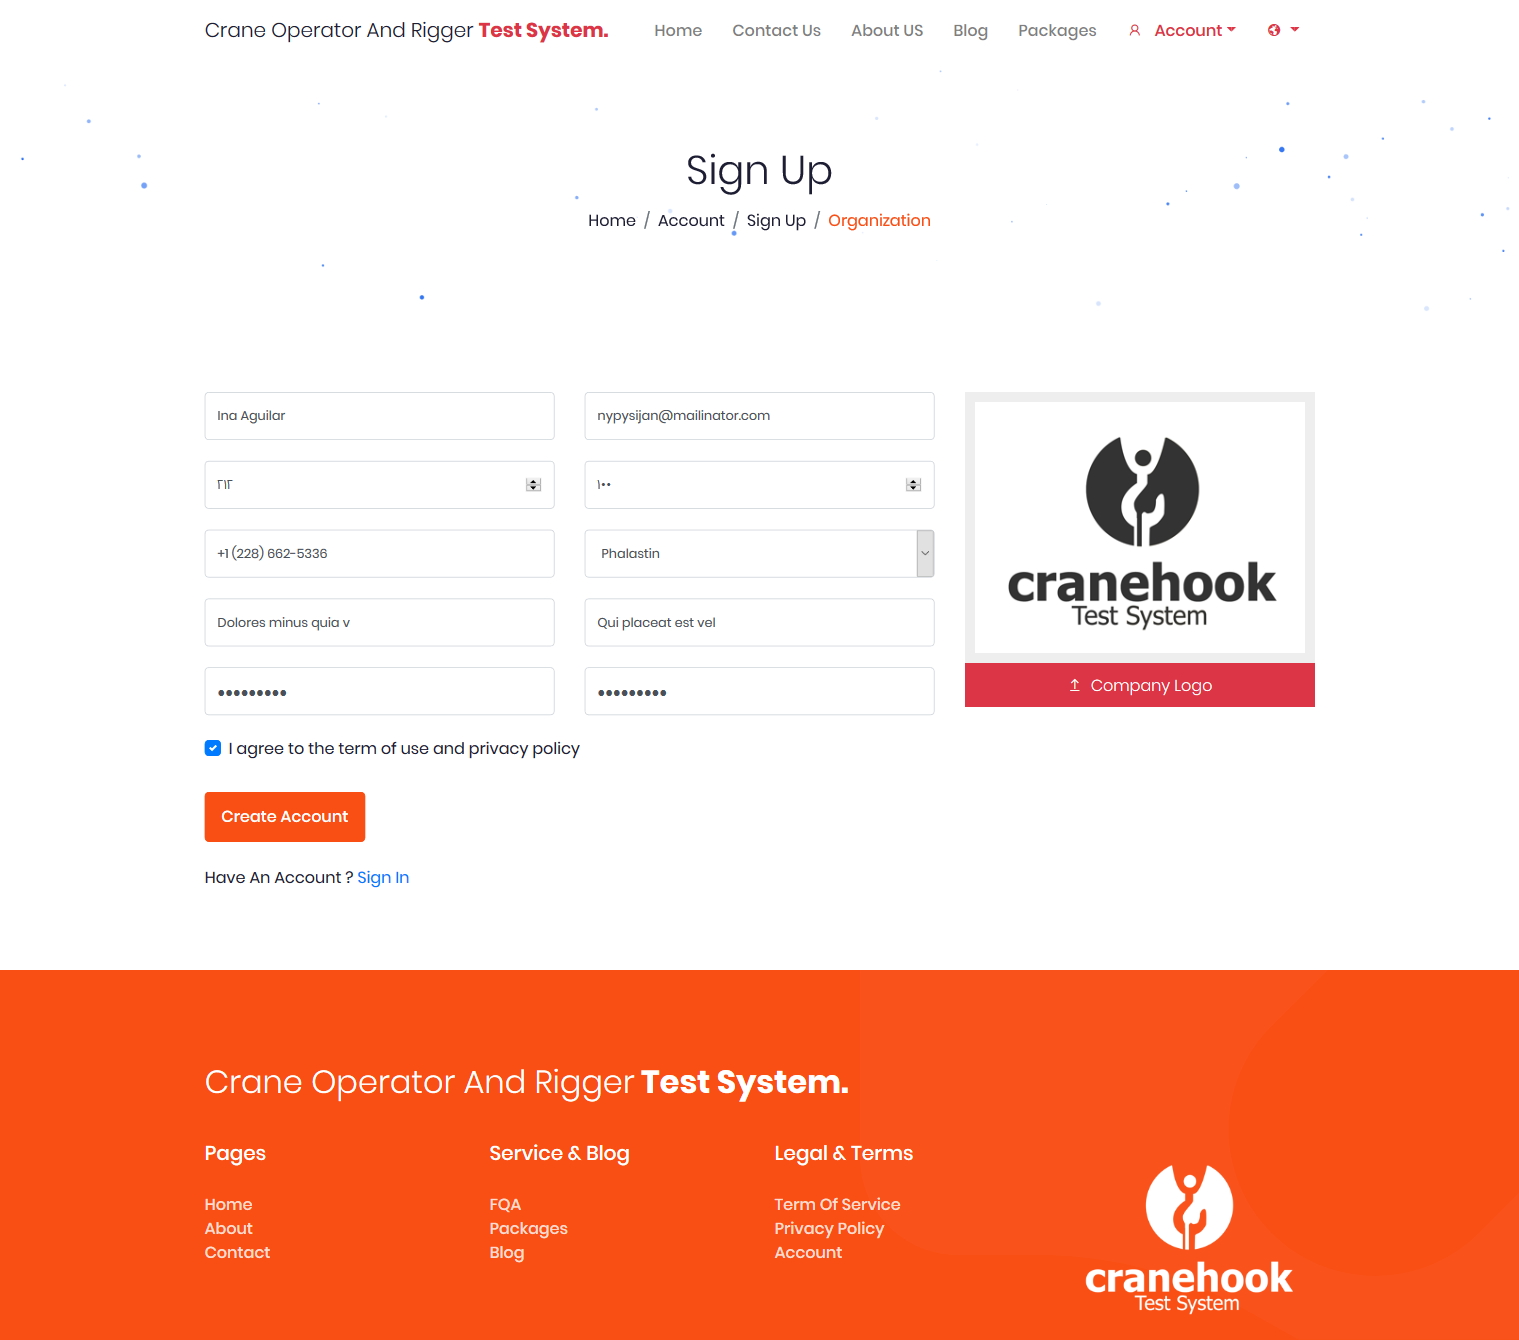 Crane Operator And Rigger Test System.
Home Contact Us About US Blog Packages Account
Sign Up
Home / Account / Sign Up / Organization
Ina Aguilar
nypysijan@mailinator.com
٢١٢
١٠٠
+1 (228) 662-5336
Phalastin
Dolores minus quia v
Qui placeat est vel
cranehook
Test System
Company Logo
I agree to the term of use and privacy policy
Create Account
Have An Account ? Sign In
Crane Operator And Rigger Test System.
Pages
Home
About
Contact
Service & Blog
FQA
Packages
Blog
Legal & Terms
Term Of Service
Privacy Policy
Account
cranehook
Test System